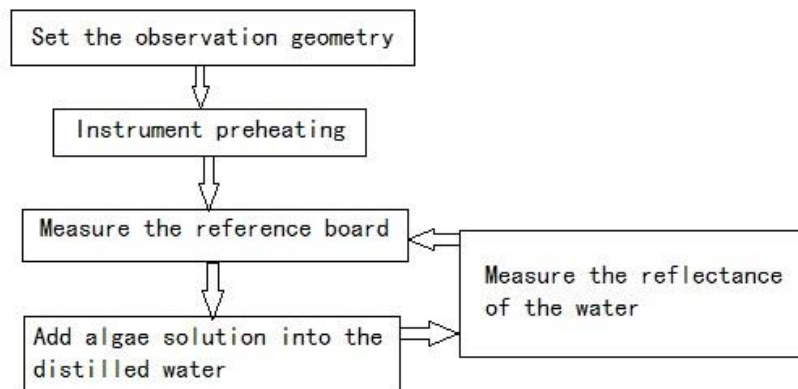 Set the observation geometry
Instrument preheating
Measure the reference board
Add algae solution into the
distilled water
Measure the reflectance
of the water